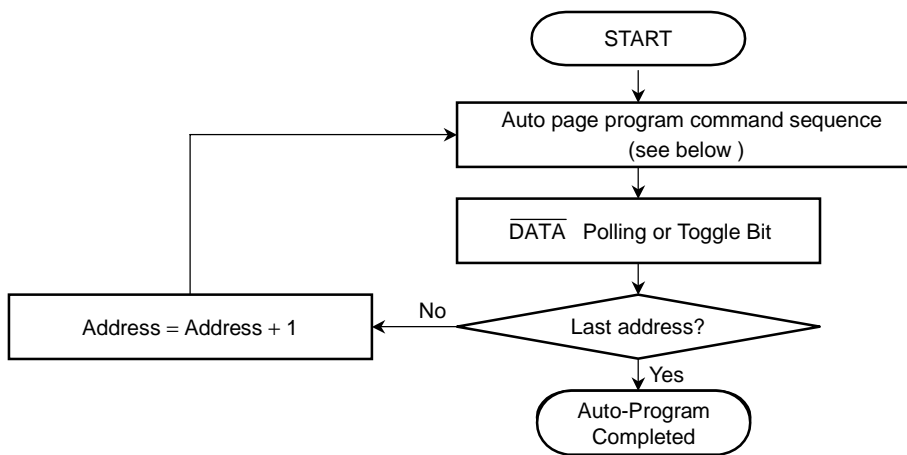 START
Auto page program command sequence
(see below )
D̅A̅T̅A̅ Polling or Toggle Bit
Last address?
No
Address = Address + 1
Yes
Auto-Program
Completed